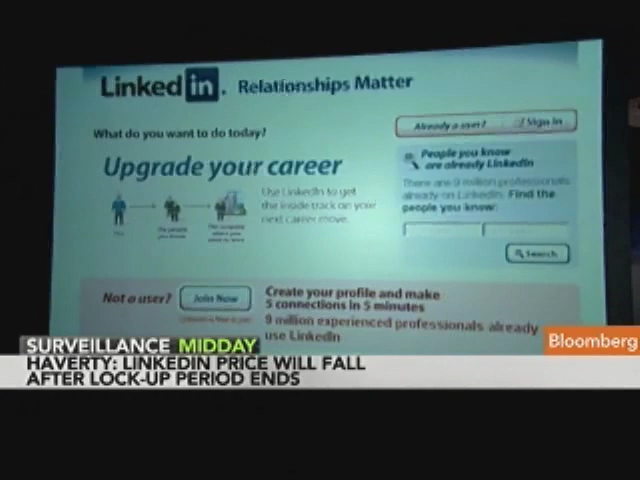 Linked in. Relationships Matter
What do you want to do today?
Already a user? Sign In
Upgrade your career
People you know
are already LinkedIn
Use LinkedIn to get
the inside track on your
next career move.
There are 9 million professionals
already on LinkedIn. Find the
people you know:
Search
Not a user? Join Now
Create your profile and make
5 connections in 5 minutes
9 million experienced professionals already
use LinkedIn
SURVEILLANCE MIDDAY
Bloomberg
HAVERTY: LINKEDIN PRICE WILL FALL
AFTER LOCK-UP PERIOD ENDS